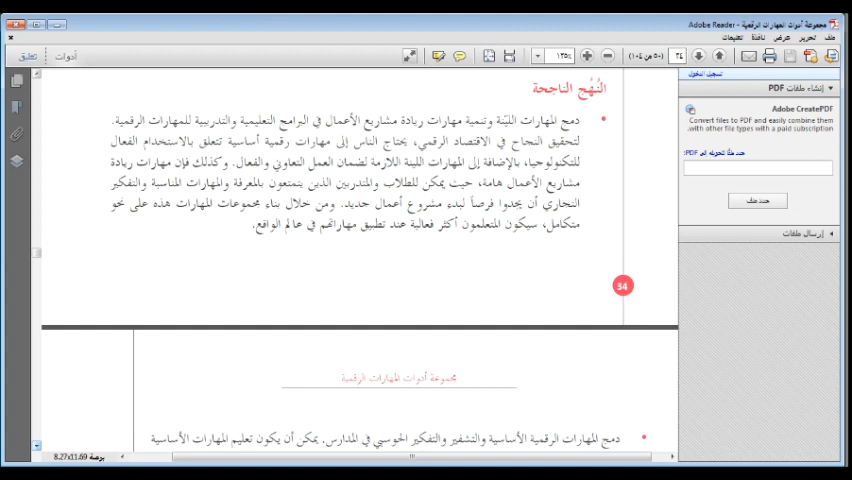 مجموعة أدوات المهارات الرقمية - Adobe Reader
ملف تحرير عرض نافذة تعليمات
٣٤ (٥٠ من ١٠٤) ١٣٥٪ أدوات تعليق
تسجيل الدخول
إنشاء ملفات PDF
Adobe CreatePDF
Convert files to PDF and easily combine them
with other file types with a paid subscription.
حدد ملفًا لتحويله إلى PDF:
حدد ملف
إرسال ملفات
النُهُج الناجحة
• دمج المهارات الليّنة وتنمية مهارات ريادة مشاريع الأعمال في البرامج التعليمية والتدريبية للمهارات الرقمية.
لتحقيق النجاح في الاقتصاد الرقمي، يحتاج الناس إلى مهارات رقمية أساسية تتعلق بالاستخدام الفعال
للتكنولوجيا، بالإضافة إلى المهارات اللينة اللازمة لضمان العمل التعاوني والفعال. وكذلك فإن مهارات ريادة
مشاريع الأعمال هامة، حيث يمكن للطلاب والمتدربين الذين يتمتعون بالمعرفة والمهارات المناسبة والتفكير
التجاري أن يجدوا فرصاً لبدء مشروع أعمال جديد. ومن خلال بناء مجموعات المهارات هذه على نحو
متكامل، سيكون المتعلمون أكثر فعالية عند تطبيق مهاراتهم في عالم الواقع.
34
مجموعة أدوات المهارات الرقمية
• دمج المهارات الرقمية الأساسية والتشفير والتفكير الحوسبي في المدارس. يمكن أن يكون تعليم المهارات الأساسية
8.27x11.69 بوصة